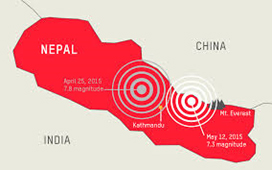 NEPAL
CHINA
April 25, 2015
7.8 magnitude
Kathmandu
Mt. Everest
INDIA
May 12, 2015
7.3 magnitude